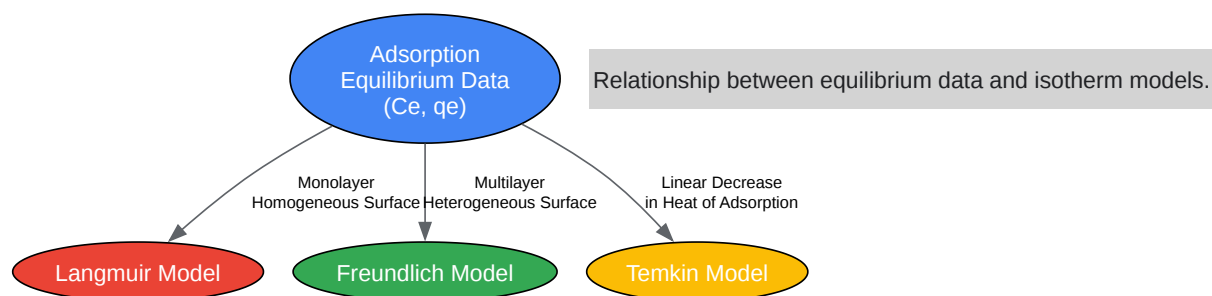 Adsorption
Equilibrium Data
(Ce, qe)
Relationship between equilibrium data and isotherm models.
Monolayer
Homogeneous Surface
Multilayer
Heterogeneous Surface
Linear Decrease
in Heat of Adsorption
Langmuir Model
Freundlich Model
Temkin Model